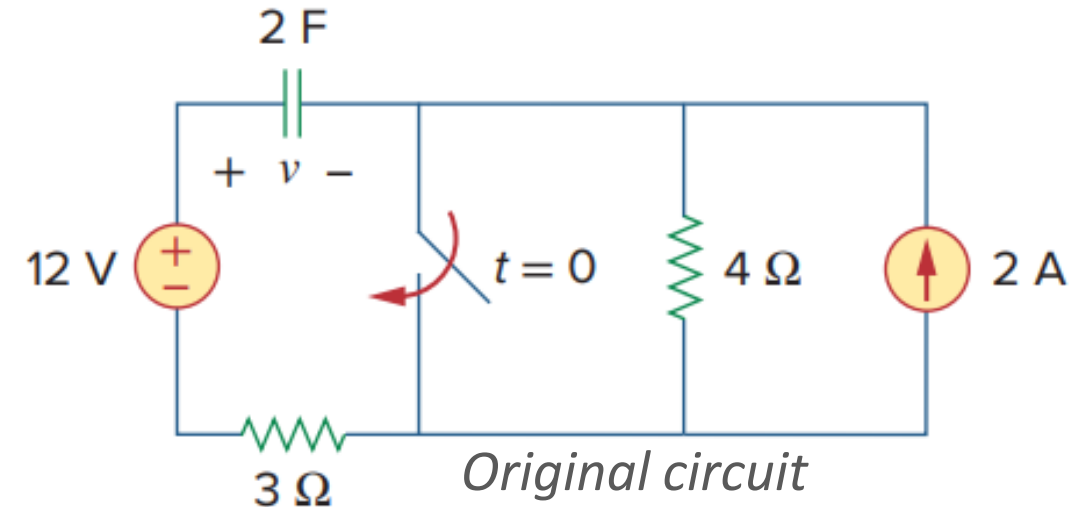 2 F
+ v −
12 V
+
−
t = 0
4 Ω
2 A
3 Ω
Original circuit